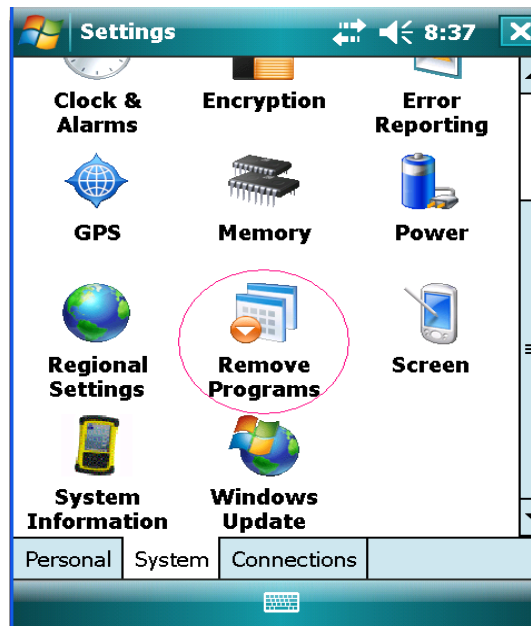 Settings 8:37
Clock & Encryption Error
Alarms Reporting
GPS Memory Power
Regional Remove Screen
Settings Programs
System Windows
Information Update
Personal System Connections